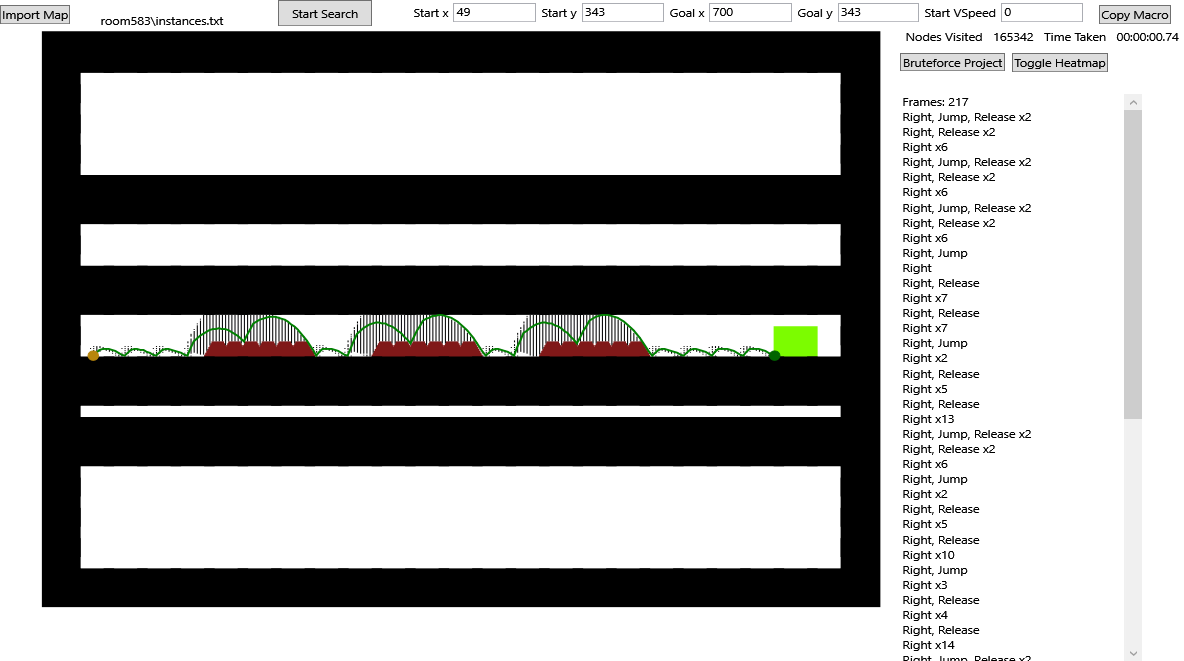 Import Map
room583\instances.txt
Start Search
Start x 49 Start y 343 Goal x 700 Goal y 343 Start VSpeed 0
Copy Macro
Nodes Visited 165342 Time Taken 00:00:00.74
Bruteforce Project Toggle Heatmap
Frames: 217
Right, Jump, Release x2
Right, Release x2
Right x6
Right, Jump, Release x2
Right, Release x2
Right x6
Right, Jump, Release x2
Right, Release x2
Right x6
Right, Jump
Right
Right, Release
Right x7
Right, Release
Right x7
Right, Jump
Right x2
Right, Release
Right x5
Right, Release
Right x13
Right, Jump, Release x2
Right, Release x2
Right x6
Right, Jump
Right x2
Right, Release
Right x5
Right, Release
Right x10
Right, Jump
Right x3
Right, Release
Right x4
Right, Release
Right x14
Right, Jump, Release x2